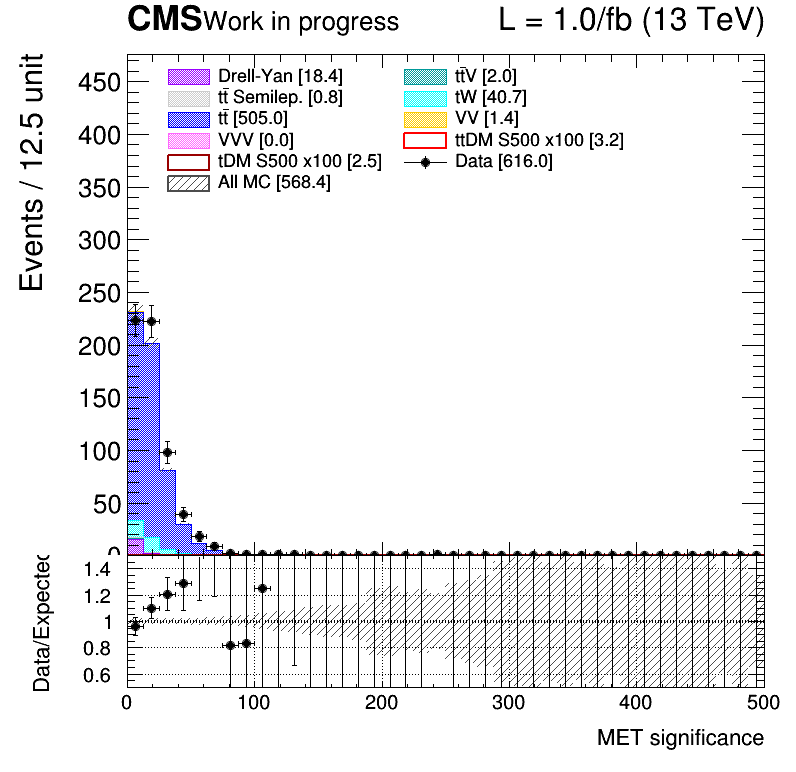 CMS Work in progress L = 1.0/fb (13 TeV)
Drell-Yan [18.4] tt̄V [2.0]
tt̄ Semilep. [0.8] tW [40.7]
tt̄ [505.0] VV [1.4]
VVV [0.0] ttDM S500 x100 [3.2]
tDM S500 x100 [2.5] Data [616.0]
All MC [568.4]
Events / 12.5 unit
450
400
350
300
250
200
150
100
50
0
Data/Expected
1.4
1.2
1
0.8
0.6
0 100 200 300 400 500
MET significance